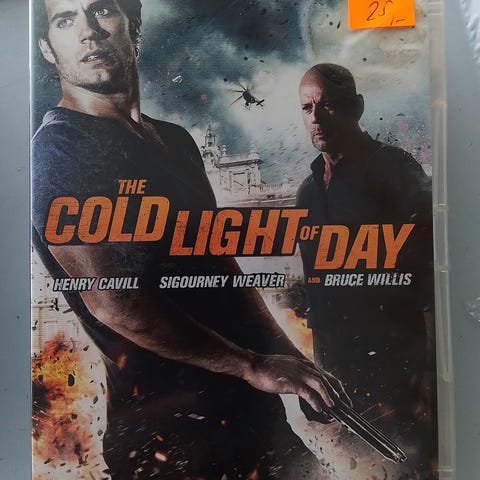 25,-
THE
COLD LIGHT OF DAY
HENRY CAVILL SIGOURNEY WEAVER AND BRUCE WILLIS